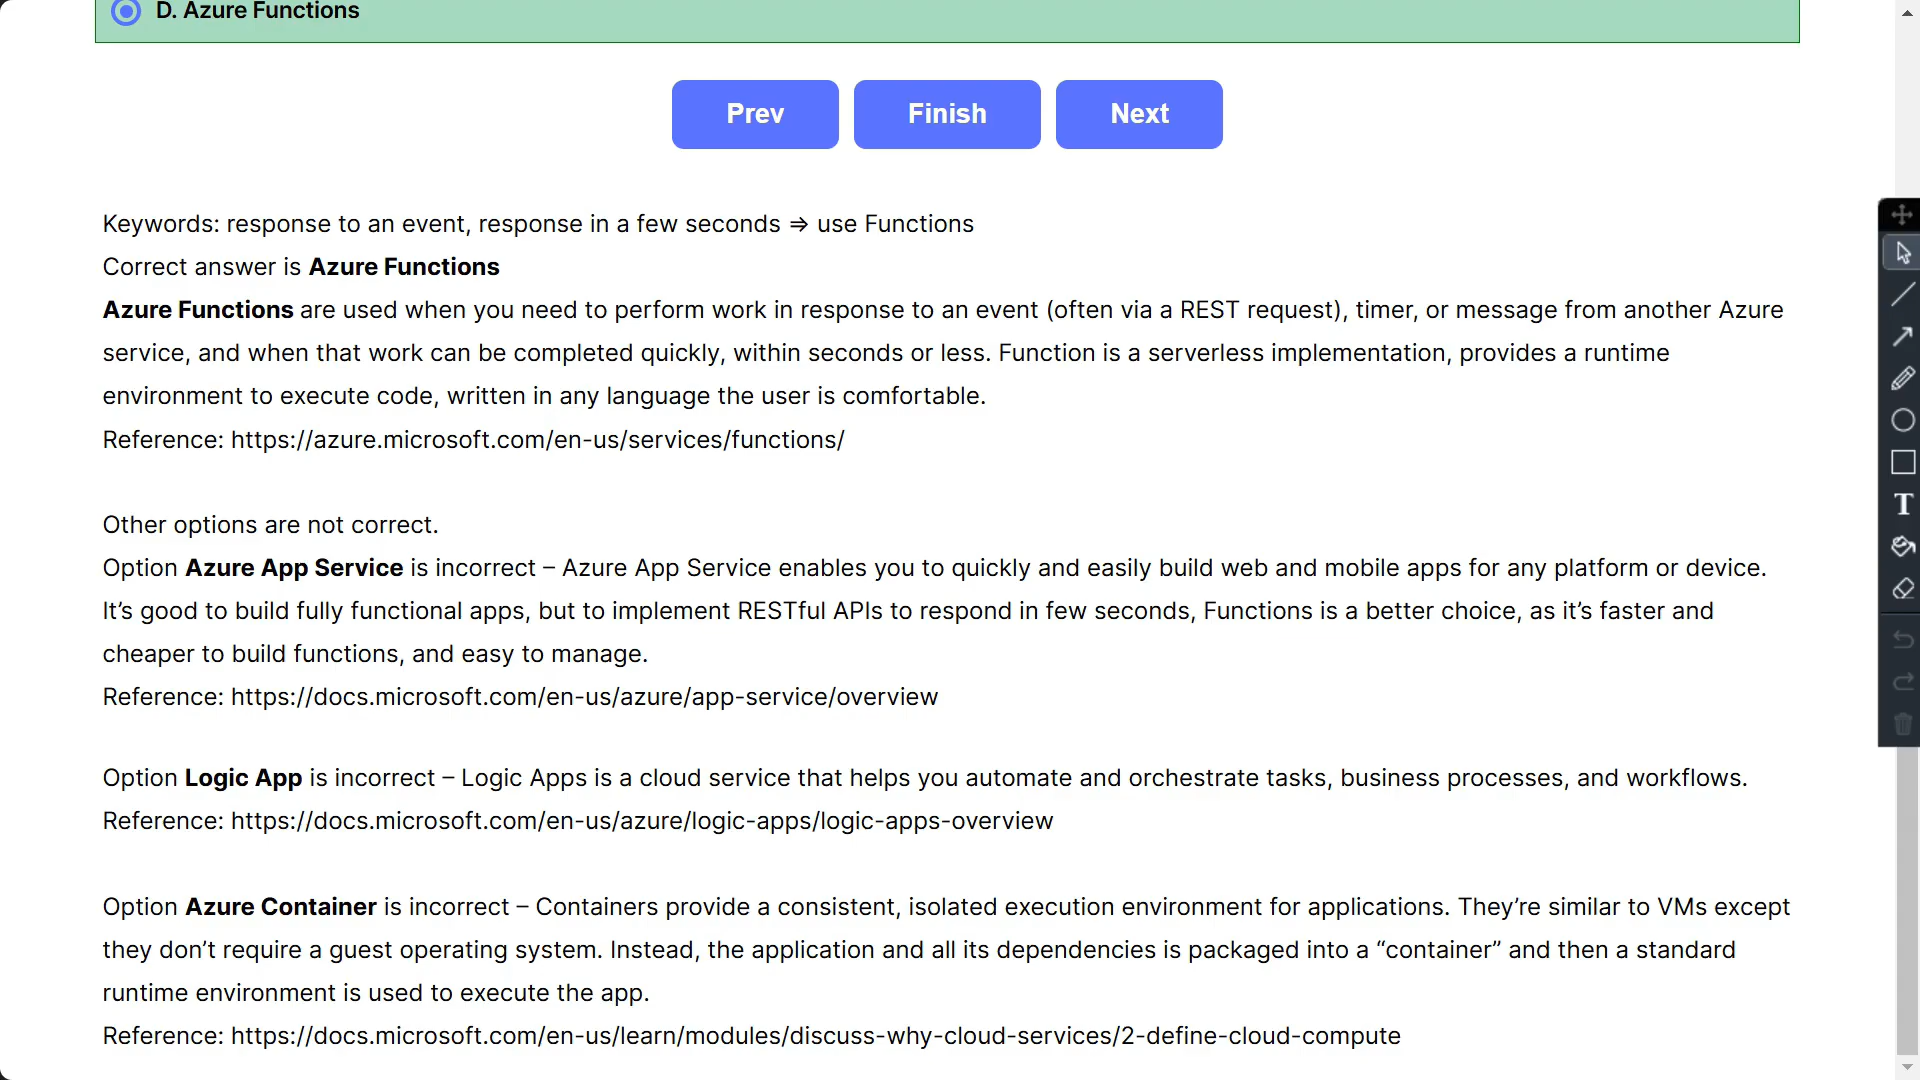 D. Azure Functions
Prev Finish Next
Keywords: response to an event, response in a few seconds ⇒ use Functions
Correct answer is Azure Functions
Azure Functions are used when you need to perform work in response to an event (often via a REST request), timer, or message from another Azure
service, and when that work can be completed quickly, within seconds or less. Function is a serverless implementation, provides a runtime
environment to execute code, written in any language the user is comfortable.
Reference: https://azure.microsoft.com/en-us/services/functions/
Other options are not correct.
Option Azure App Service is incorrect – Azure App Service enables you to quickly and easily build web and mobile apps for any platform or device.
It’s good to build fully functional apps, but to implement RESTful APIs to respond in few seconds, Functions is a better choice, as it’s faster and
cheaper to build functions, and easy to manage.
Reference: https://docs.microsoft.com/en-us/azure/app-service/overview
Option Logic App is incorrect – Logic Apps is a cloud service that helps you automate and orchestrate tasks, business processes, and workflows.
Reference: https://docs.microsoft.com/en-us/azure/logic-apps/logic-apps-overview
Option Azure Container is incorrect – Containers provide a consistent, isolated execution environment for applications. They’re similar to VMs except
they don’t require a guest operating system. Instead, the application and all its dependencies is packaged into a “container” and then a standard
runtime environment is used to execute the app.
Reference: https://docs.microsoft.com/en-us/learn/modules/discuss-why-cloud-services/2-define-cloud-compute
T